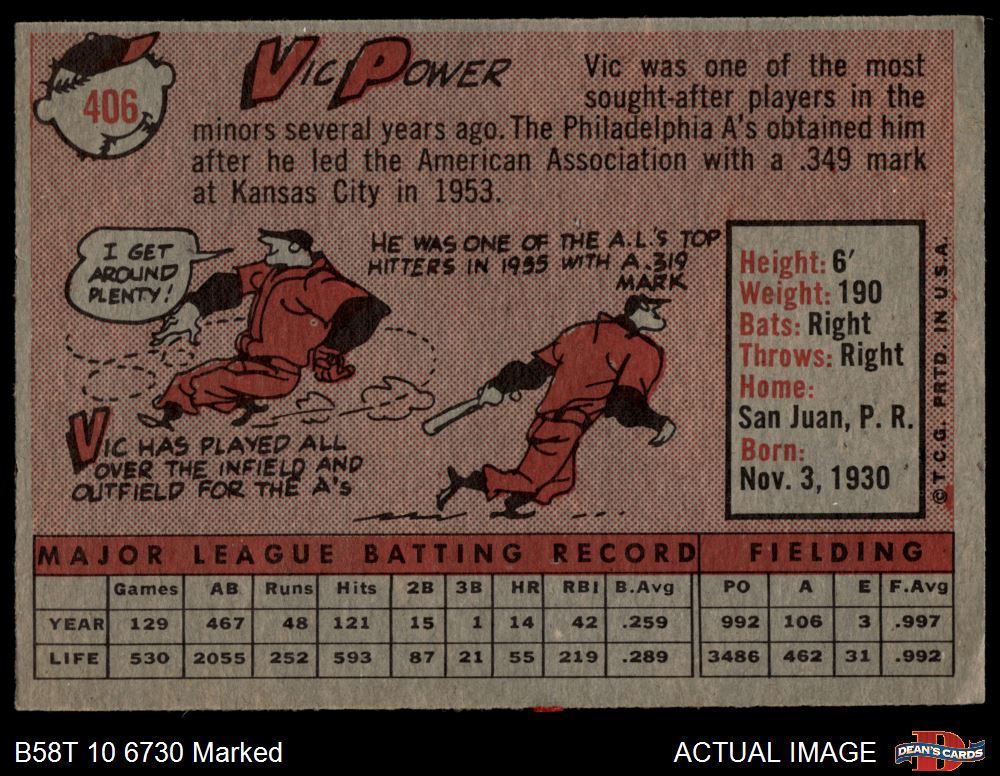 406
Vic Power
Vic was one of the most
sought-after players in the
minors several years ago. The Philadelphia A's obtained him
after he led the American Association with a .349 mark
at Kansas City in 1953.
I GET
AROUND
PLENTY!
HE WAS ONE OF THE A.L.'S TOP
HITTERS IN 1955 WITH A .319
MARK
VIC HAS PLAYED ALL
OVER THE INFIELD AND
OUTFIELD FOR THE A's
Height: 6'
Weight: 190
Bats: Right
Throws: Right
Home:
San Juan, P. R.
Born:
Nov. 3, 1930
© T.C.G. PRTD. IN U.S.A.
MAJOR LEAGUE BATTING RECORD FIELDING
Games AB Runs Hits 2B 3B HR RBI B.Avg PO A E F.Avg
YEAR 129 467 48 121 15 1 14 42 .259 992 106 3 .997
LIFE 530 2055 252 593 87 21 55 219 .289 3486 462 31 .992
B58T 10 6730 Marked ACTUAL IMAGE DEAN'S CARDS